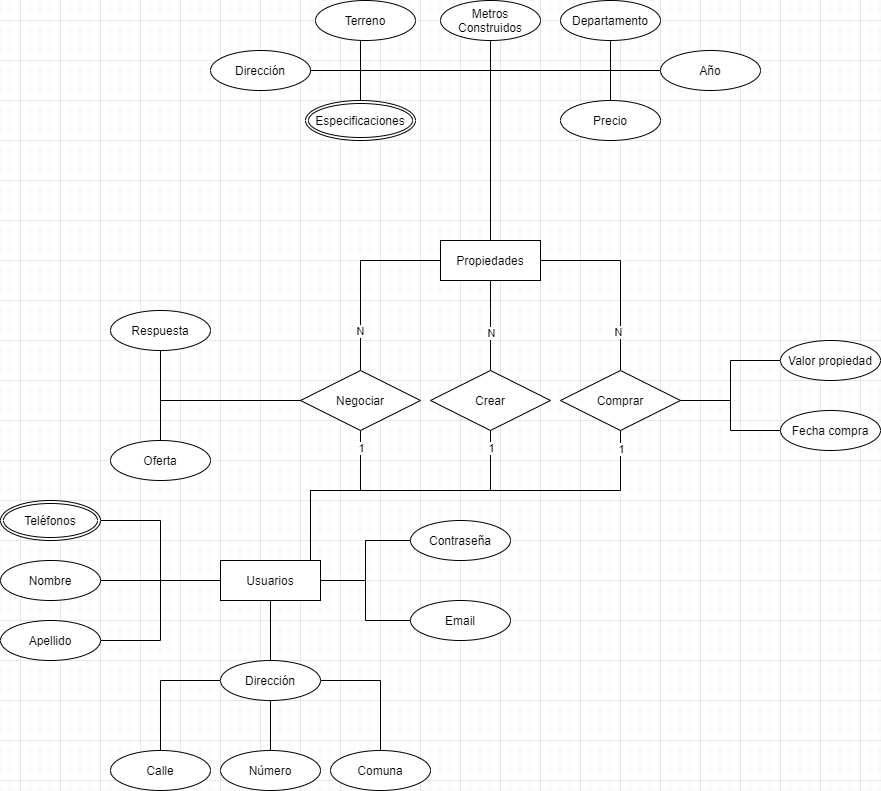 Terreno
Metros
Construidos
Departamento
Dirección
Año
Especificaciones
Precio
Propiedades
Respuesta
N
N
N
Valor propiedad
Negociar
Crear
Comprar
Fecha compra
Oferta
1
1
1
Teléfonos
Contraseña
Nombre
Usuarios
Email
Apellido
Dirección
Calle
Número
Comuna